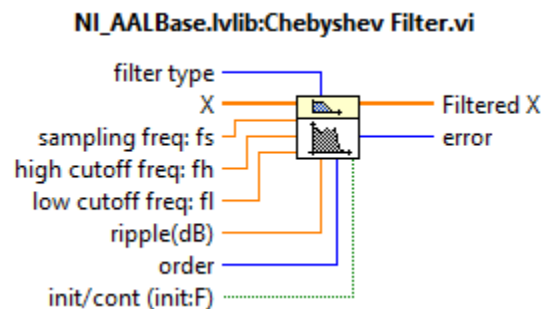 NI_AALBase.lvlib:Chebyshev Filter.vi
filter type
X
Filtered X
sampling freq: fs
error
high cutoff freq: fh
low cutoff freq: fl
ripple(dB)
order
init/cont (init:F)